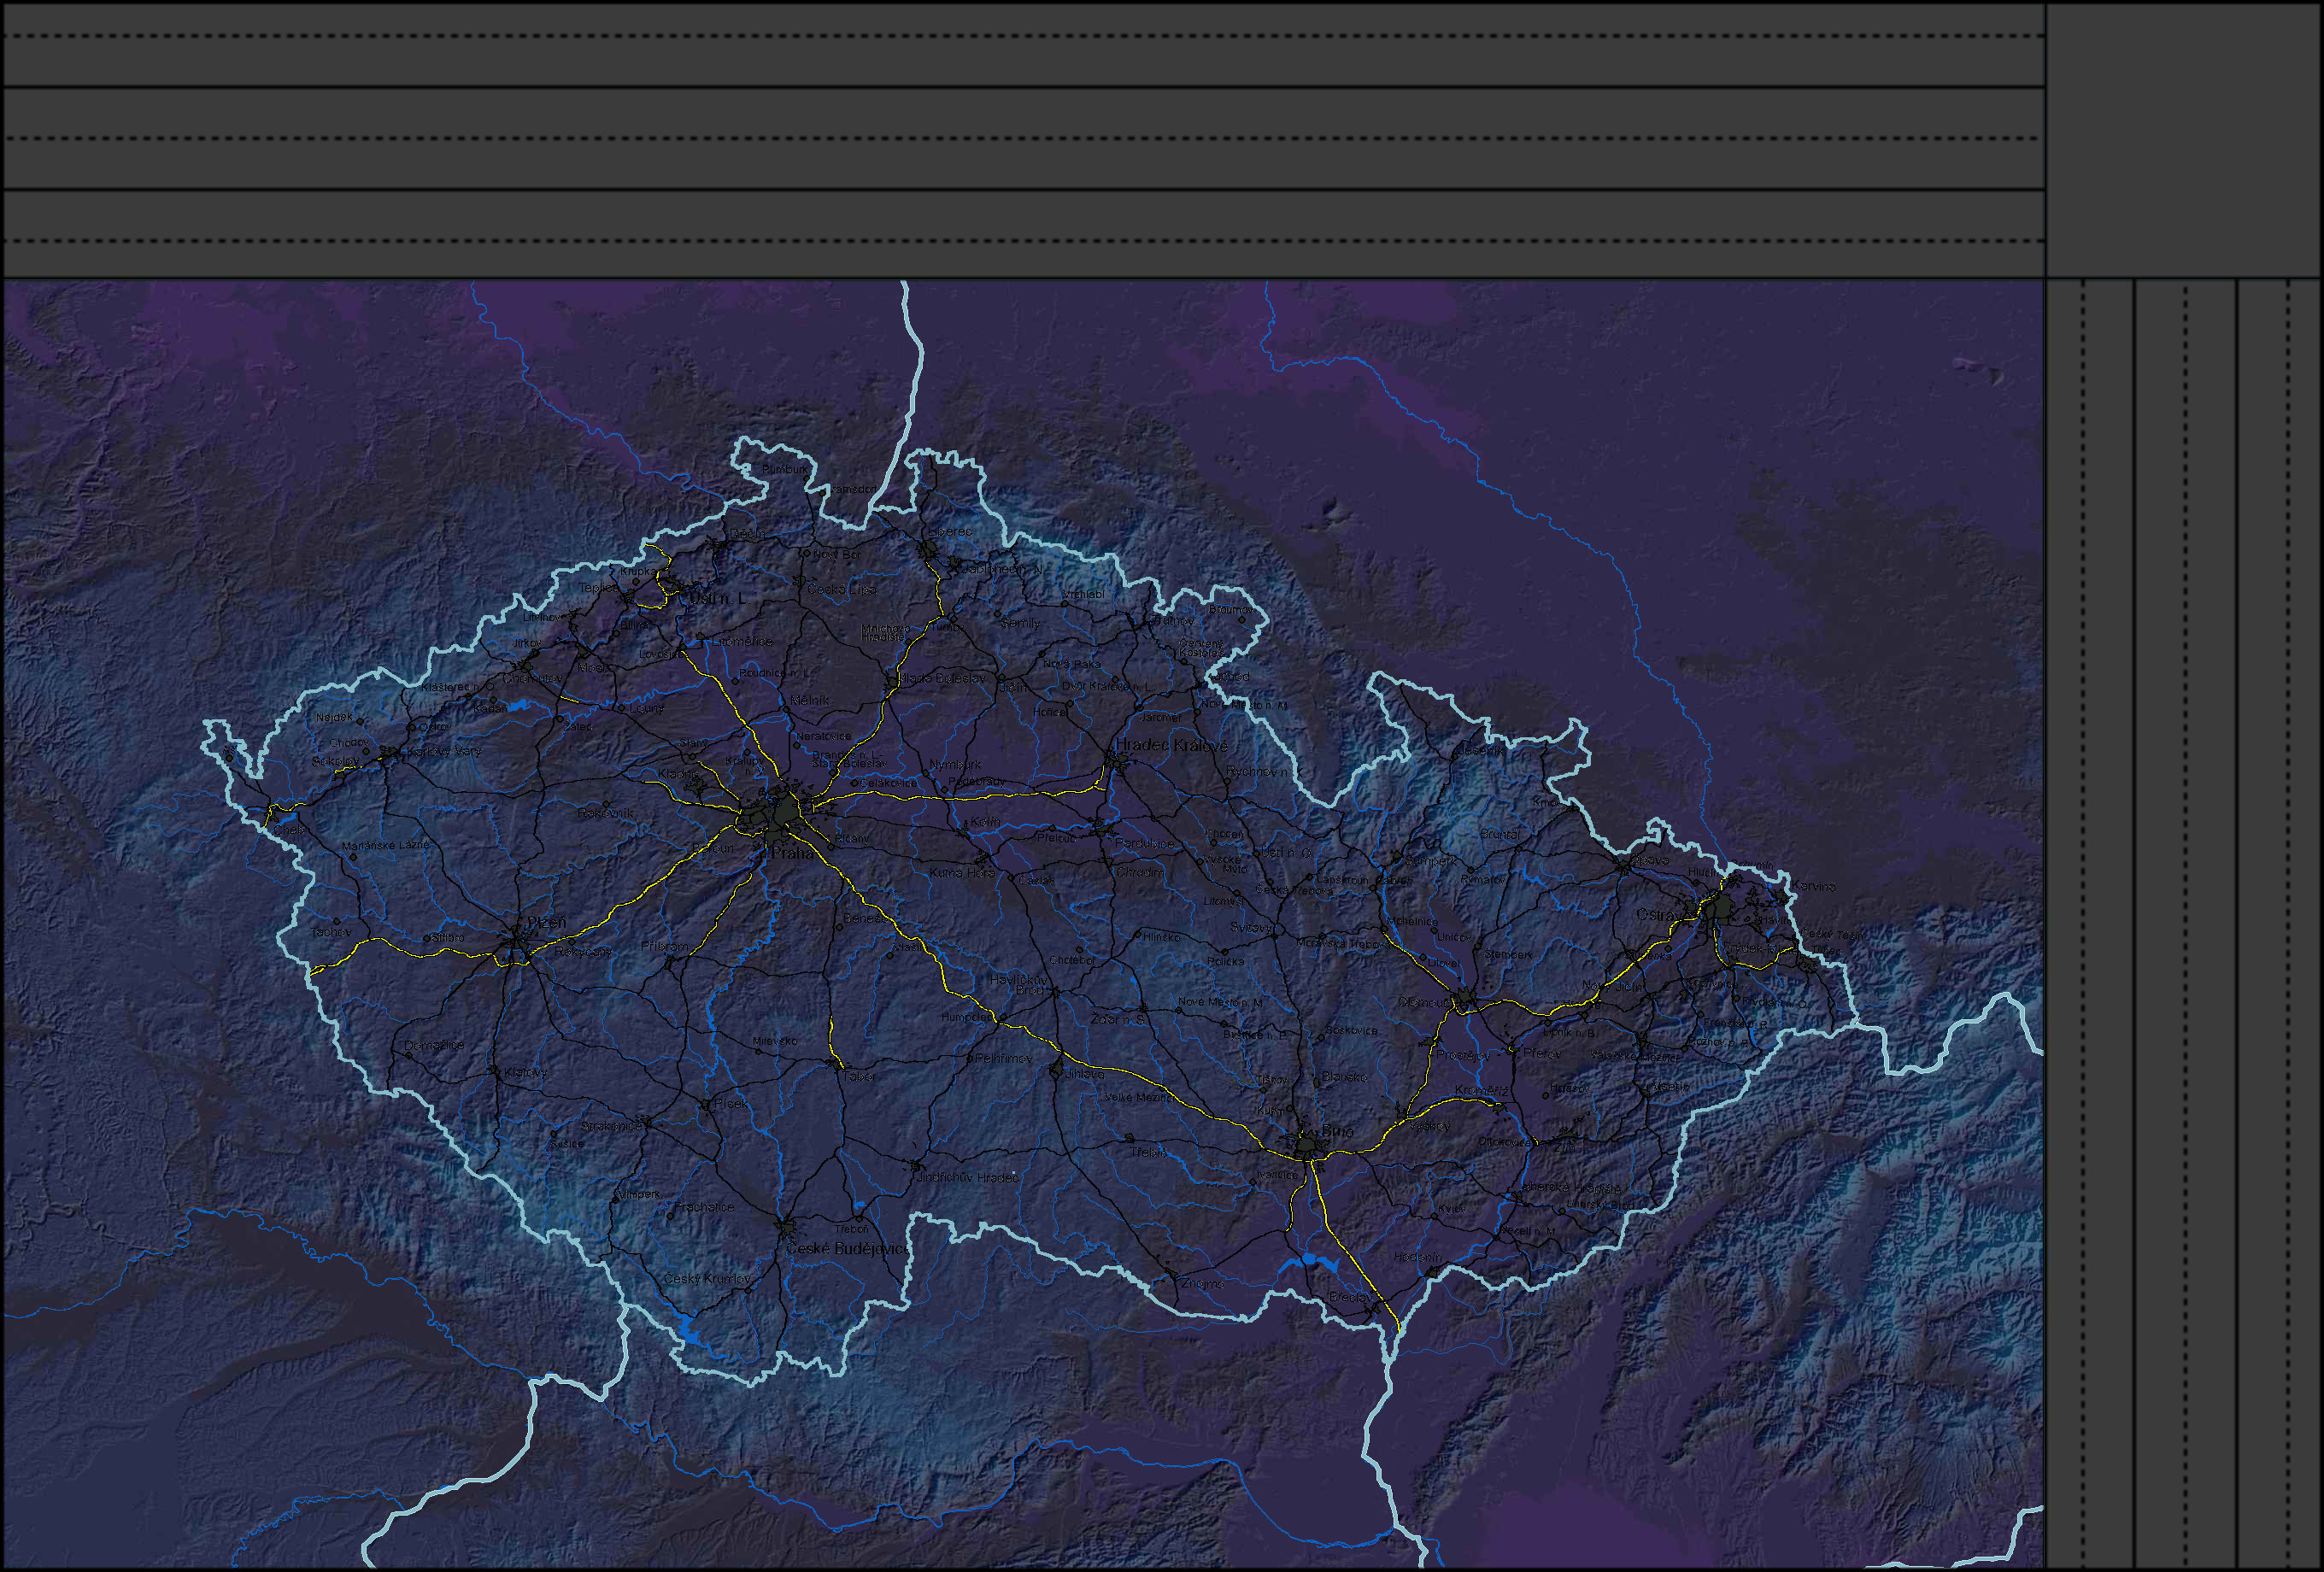 Rumburk
Varnsdorf
Děčín
Liberec
Nový Bor
Jablonec n. N.
Krupka
Teplice
Ústí n. L.
Česká Lípa
Vrchlabí
Broumov
Litvínov
Bílina
Semily
Trutnov
Turnov
Mnichovo
Hradiště
Jirkov
Lovosice
Litoměřice
Červený
Kostelec
Most
Nová Paka
Chomutov
Roudnice n. L.
Mladá Boleslav
Jičín
Dvůr Králové n. L.
Náchod
Klášterec n. O.
Kadaň
Louny
Mělník
Hořice
Jaroměř
Nové Město n. M.
Nejdek
Ostrov
Žatec
Chodov
Karlovy Vary
Slaný
Neratovice
Hradec Králové
Jeseník
Sokolov
Kralupy
n. V.
Brandýs n. L.-
Stará Boleslav
Nymburk
Kladno
Čelákovice
Poděbrady
Rychnov n.
Rakovník
Krnov
Cheb
Kolín
Přelouč
Pardubice
Choceň
Bruntál
Mariánské Lázně
Beroun
Praha
Říčany
Ústí n. O.
Šumperk
Opava
Kutná Hora
Čáslav
Chrudim
Vysoké
Mýto
Rýmařov
Hlučín
Karviná
Česká Třebová
Lanškroun
Zábřeh
Litomyšl
Ostrava
Havířov
Tachov
Stříbro
Plzeň
Benešov
Mohelnice
Uničov
Svitavy
Moravská Třebová
Český Těšín
Třinec
Rokycany
Příbram
Vlašim
Hlinsko
Polička
Šternberk
Frýdek-Místek
Chotěboř
Litovel
Havlíčkův
Brod
Nový Jičín
Kopřivnice
Žďár n. S.
Nové Město n. M.
Olomouc
Frýdlant n. O.
Humpolec
Bystřice n. P.
Boskovice
Lipník n. B.
Frenštát p. R.
Domažlice
Milevsko
Pelhřimov
Prostějov
Přerov
Valašské Meziříčí
Rožnov p. R.
Klatovy
Tábor
Jihlava
Tišnov
Blansko
Písek
Velké Meziříčí
Kuřim
Kroměříž
Holešov
Vsetín
Strakonice
Sušice
Třebíč
Brno
Vyškov
Otrokovice
Zlín
Jindřichův Hradec
Ivančice
Vimperk
Prachatice
Uherské Hradiště
Uherský Brod
Třeboň
Kyjov
Veselí n. M.
České Budějovice
Hodonín
Český Krumlov
Znojmo
Břeclav